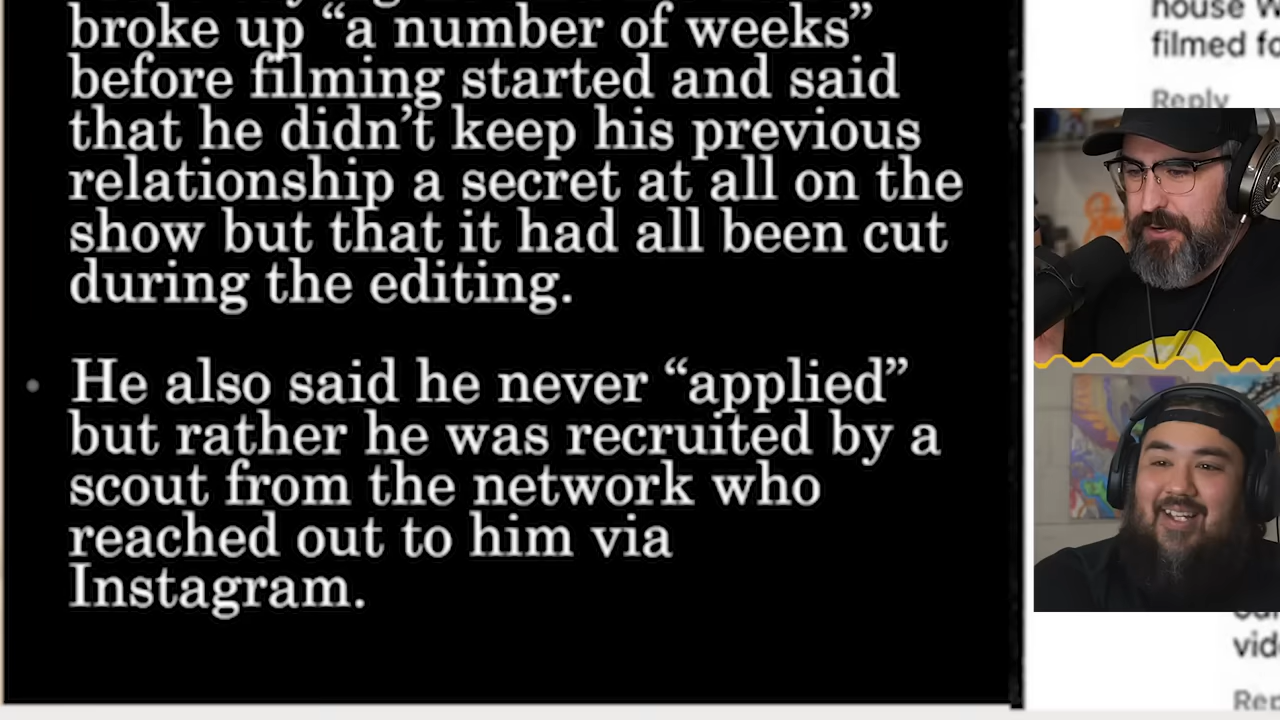 broke up “a number of weeks”
before filming started and said
that he didn’t keep his previous
relationship a secret at all on the
show but that it had all been cut
during the editing.
He also said he never “applied”
but rather he was recruited by a
scout from the network who
reached out to him via
Instagram.
house
filmed
Reply